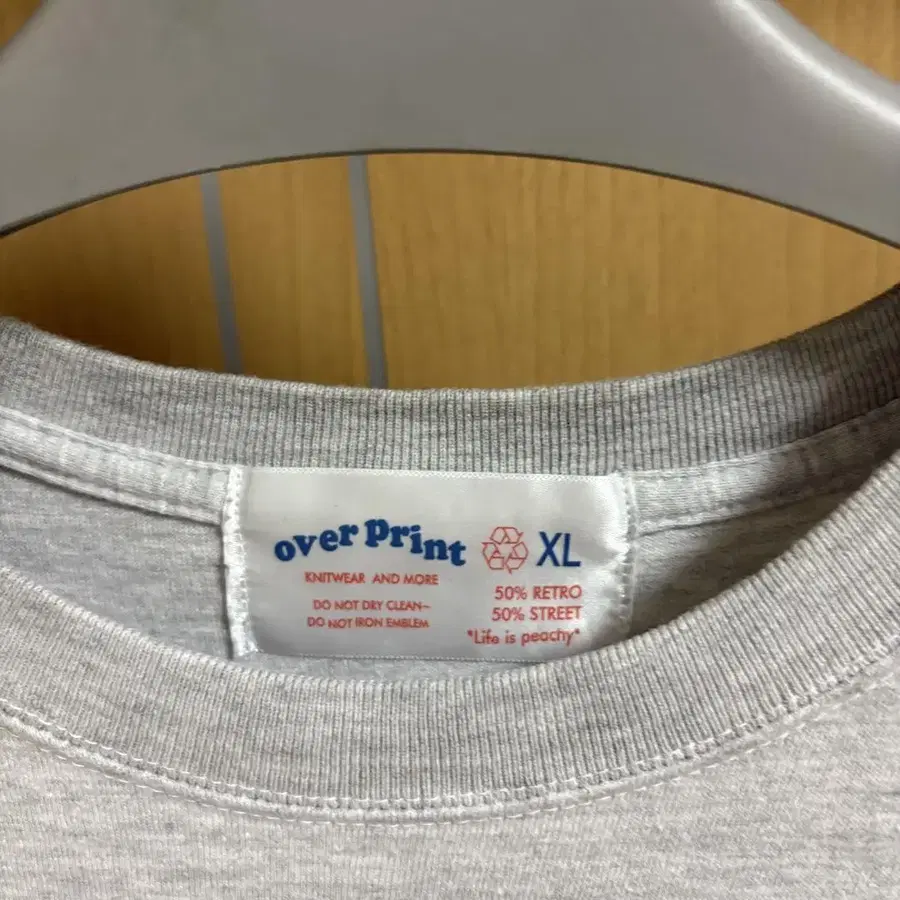 over print XL
KNITWEAR AND MORE
DO NOT DRY CLEAN~
DO NOT IRON EMBLEM
50% RETRO
50% STREET
"Life is peachy"